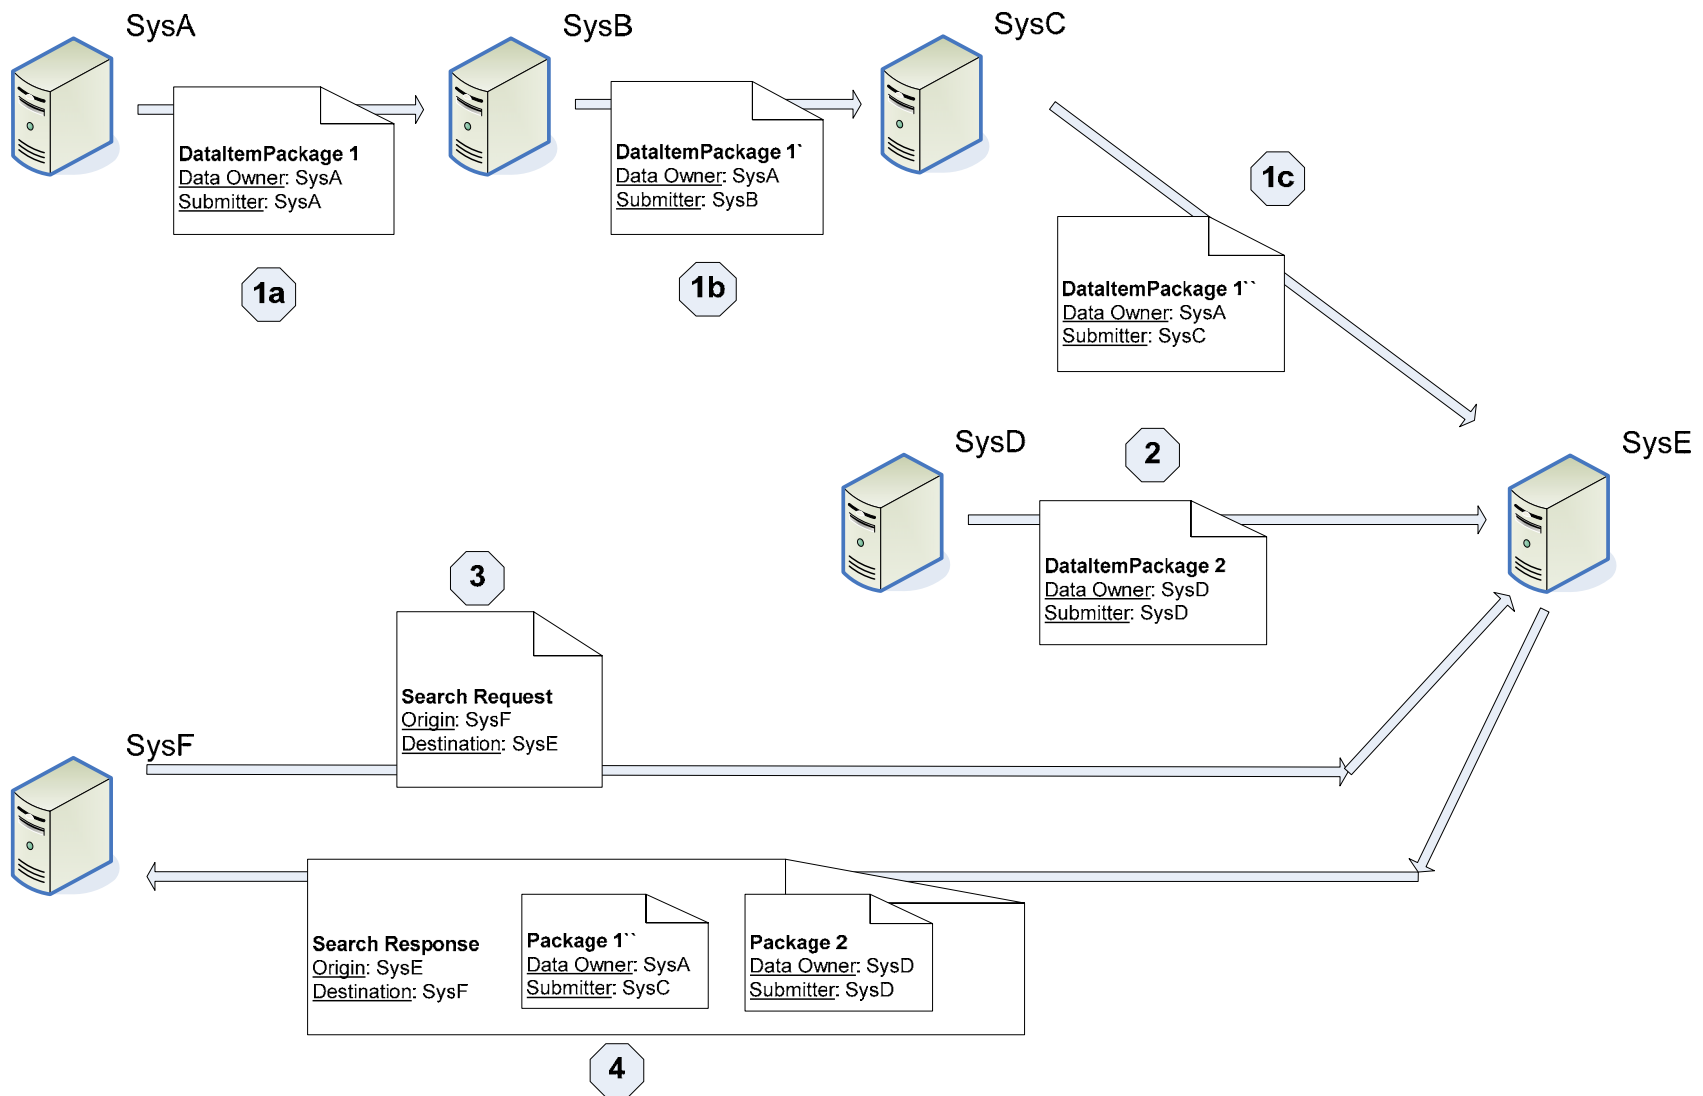 SysA
SysB
SysC
DataItemPackage 1
Data Owner: SysA
Submitter: SysA
DataItemPackage 1`
Data Owner: SysA
Submitter: SysB
1a
1b
1c
DataItemPackage 1``
Data Owner: SysA
Submitter: SysC
SysD
2
SysE
DataItemPackage 2
Data Owner: SysD
Submitter: SysD
3
Search Request
Origin: SysF
Destination: SysE
SysF
Search Response
Origin: SysE
Destination: SysF
Package 1``
Data Owner: SysA
Submitter: SysC
Package 2
Data Owner: SysD
Submitter: SysD
4